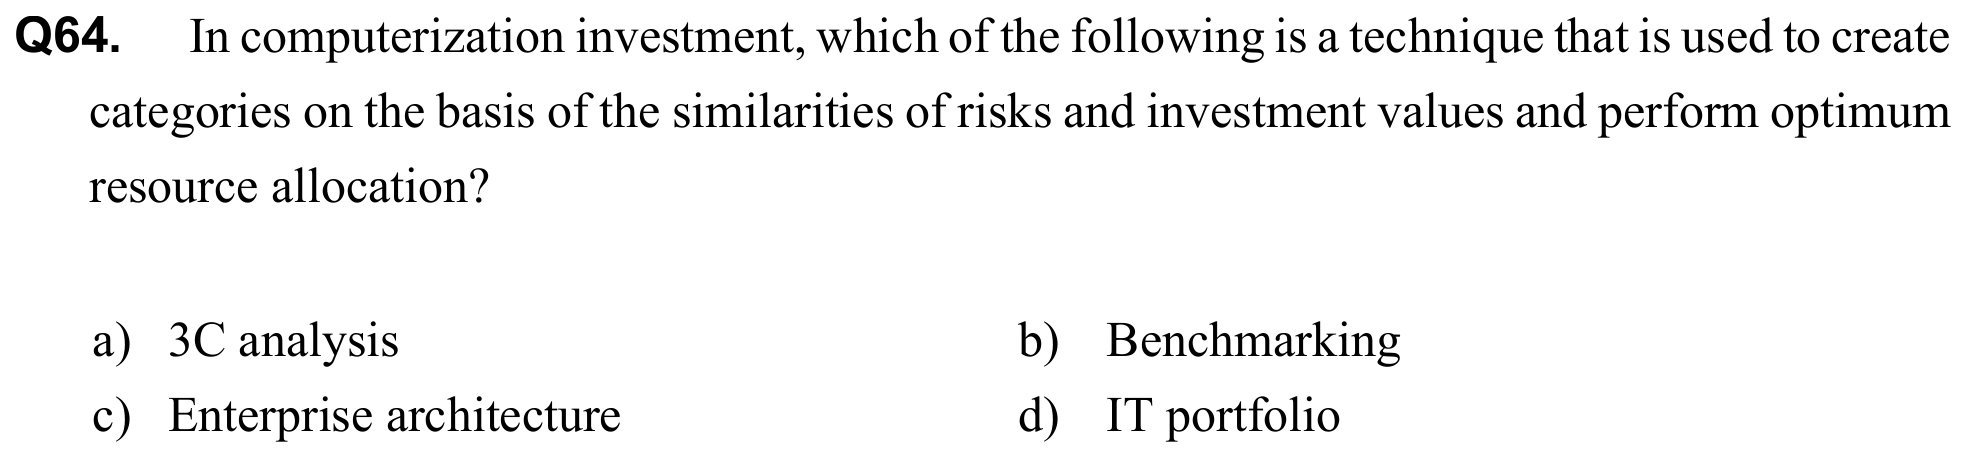 Q64. In computerization investment, which of the following is a technique that is used to create
categories on the basis of the similarities of risks and investment values and perform optimum
resource allocation?
a) 3C analysis b) Benchmarking
c) Enterprise architecture d) IT portfolio